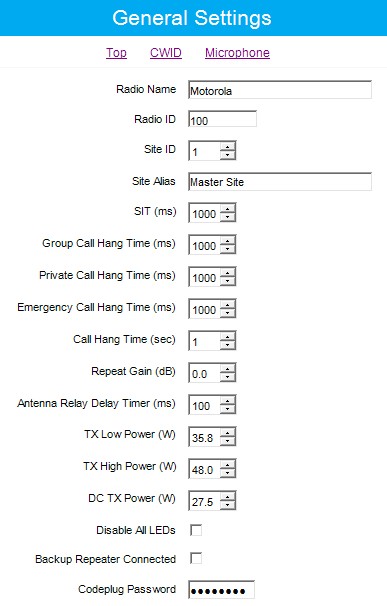 General Settings
Top CWID Microphone
Radio Name Motorola
Radio ID 100
Site ID 1
Site Alias Master Site
SIT (ms) 1000
Group Call Hang Time (ms) 1000
Private Call Hang Time (ms) 1000
Emergency Call Hang Time (ms) 1000
Call Hang Time (sec) 1
Repeat Gain (dB) 0.0
Antenna Relay Delay Timer (ms) 100
TX Low Power (W) 35.8
TX High Power (W) 48.0
DC TX Power (W) 27.5
Disable All LEDs
Backup Repeater Connected
Codeplug Password ●●●●●●●●